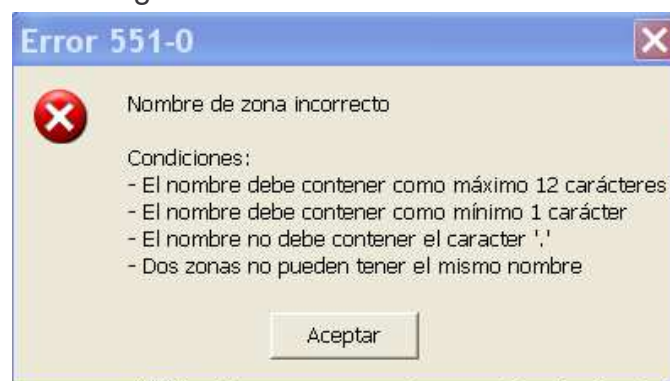 Error 551-0
Nombre de zona incorrecto
Condiciones:
- El nombre debe contener como máximo 12 carácteres
- El nombre debe contener como mínimo 1 carácter
- El nombre no debe contener el caracter '.'
- Dos zonas no pueden tener el mismo nombre
Aceptar